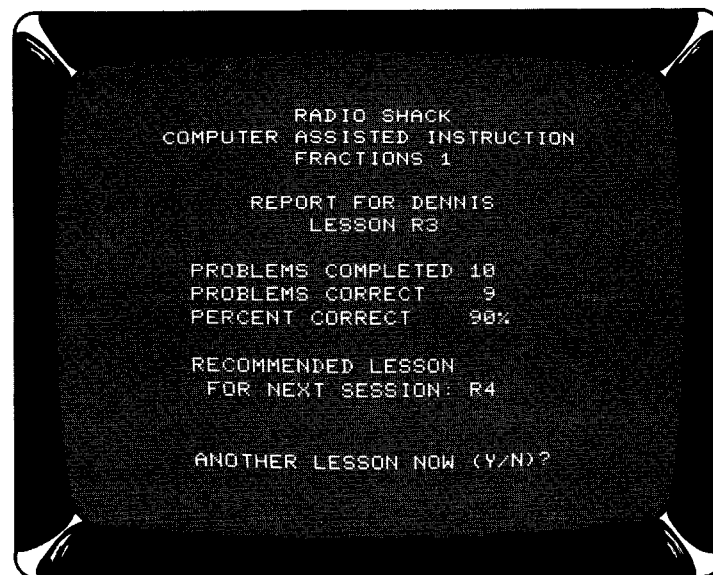 RADIO SHACK
COMPUTER ASSISTED INSTRUCTION
FRACTIONS 1
REPORT FOR DENNIS
LESSON R3
PROBLEMS COMPLETED 10
PROBLEMS CORRECT 9
PERCENT CORRECT 90%
RECOMMENDED LESSON
FOR NEXT SESSION: R4
ANOTHER LESSON NOW (Y/N)?